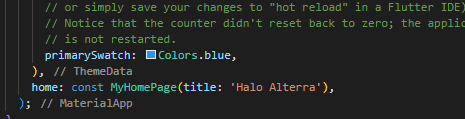 // or simply save your changes to "hot reload" in a Flutter IDE)
// Notice that the counter didn't reset back to zero; the applic
// is not restarted.
primarySwatch: Colors.blue,
), // ThemeData
home: const MyHomePage(title: 'Halo Alterra'),
); // MaterialApp